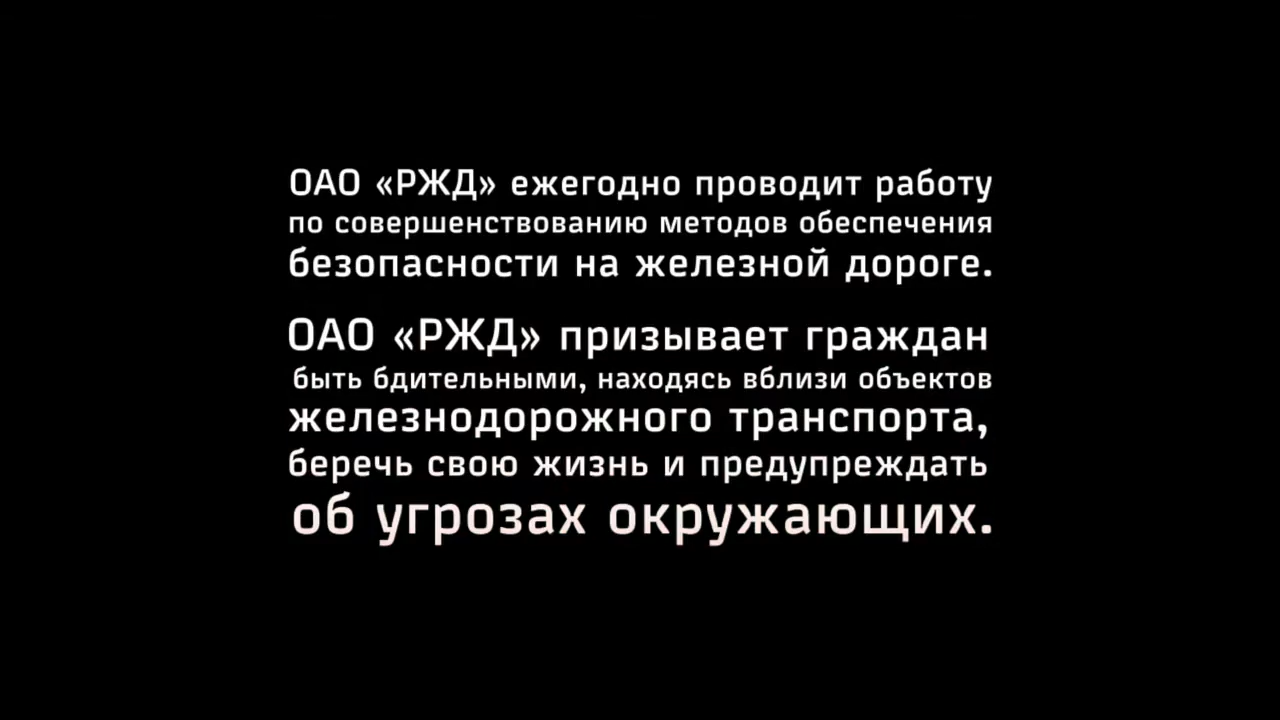 ОАО «РЖД» ежегодно проводит работу
по совершенствованию методов обеспечения
безопасности на железной дороге.
ОАО «РЖД» призывает граждан
быть бдительными, находясь вблизи объектов
железнодорожного транспорта,
беречь свою жизнь и предупреждать
об угрозах окружающих.